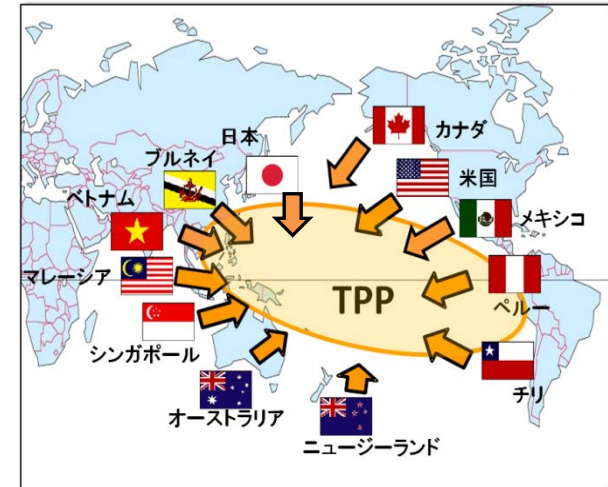 日本
カナダ
ブルネイ
米国
ベトナム
メキシコ
マレーシア
TPP
ペルー
シンガポール
チリ
オーストラリア
ニュージーランド